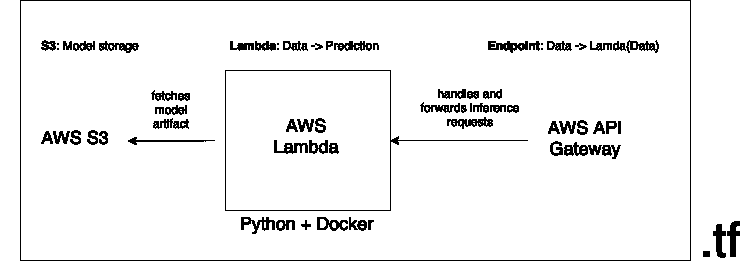 S3: Model storage
Lambda: Data -> Prediction
Endpoint: Data -> Lamda(Data)
fetches
model
artifact
handles and
forwards inference
requests
AWS S3
AWS
Lambda
AWS API
Gateway
Python + Docker
.tf